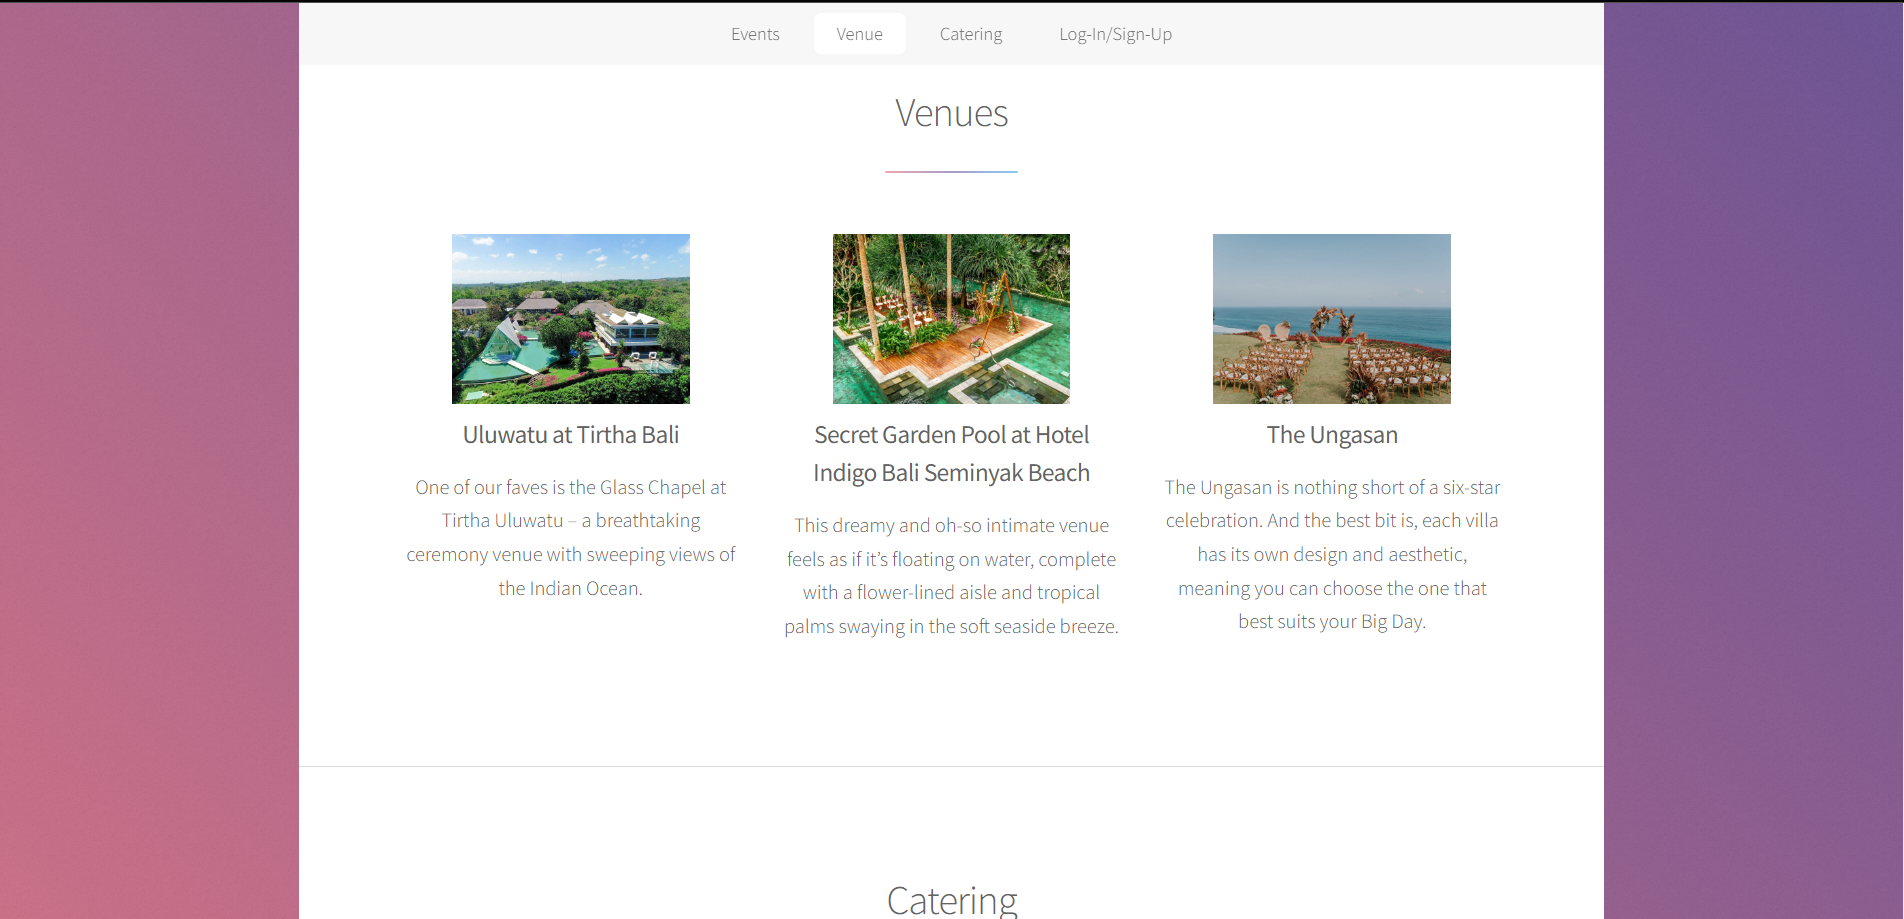 Events Venue Catering Log-In/Sign-Up
Venues
Uluwatu at Tirtha Bali
One of our faves is the Glass Chapel at
Tirtha Uluwatu – a breathtaking
ceremony venue with sweeping views of
the Indian Ocean.
Secret Garden Pool at Hotel
Indigo Bali Seminyak Beach
This dreamy and oh-so intimate venue
feels as if it’s floating on water, complete
with a flower-lined aisle and tropical
palms swaying in the soft seaside breeze.
The Ungasan
The Ungasan is nothing short of a six-star
celebration. And the best bit is, each villa
has its own design and aesthetic,
meaning you can choose the one that
best suits your Big Day.
Catering